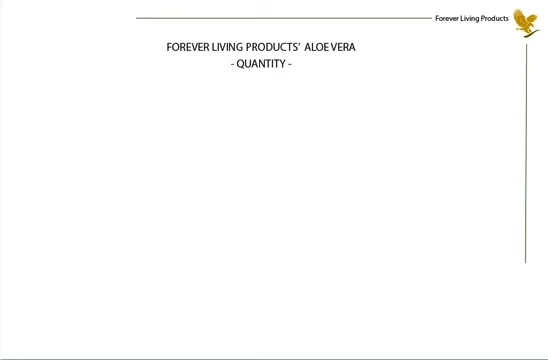 Forever Living Products
FOREVER LIVING PRODUCTS' ALOE VERA
- QUANTITY -